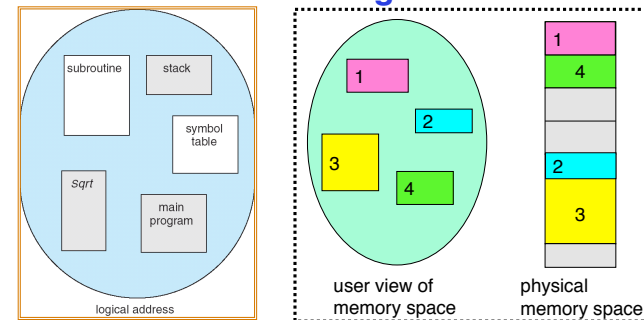 subroutine
stack
symbol
table
Sqrt
main
program
logical address
1
2
3
4
user view of
memory space
1
4
2
3
physical
memory space